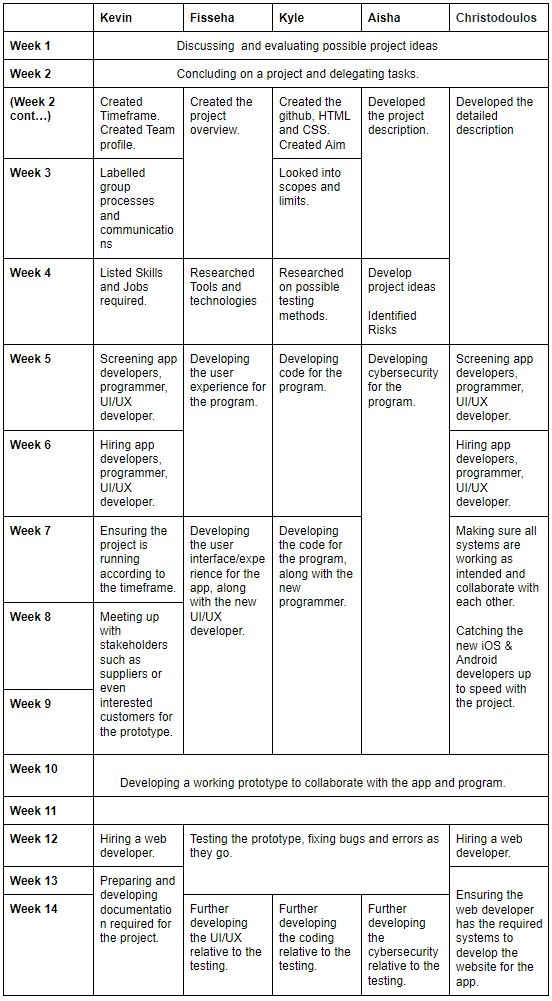 Kevin Fisseha Kyle Aisha Christodoulos
Week 1
Discussing and evaluating possible project ideas
Week 2
Concluding on a project and delegating tasks.
(Week 2
cont…)
Created
Timeframe.
Created Team
profile.
Created the
project
overview.
Created the
github, HTML
and CSS.
Created Aim
Developed
the project
description.
Developed the
detailed
description
Week 3
Labelled
group
processes
and
communicatio
ns
Looked into
scopes and
limits.
Week 4
Listed Skills
and Jobs
required.
Researched
Tools and
technologies
Researched
on possible
testing
methods.
Develop
project ideas
Identified
Risks
Week 5
Screening app
developers,
programmer,
UI/UX
developer.
Developing
the user
experience for
the program.
Developing
code for the
program.
Developing
cybersecurity
for the
program.
Screening app
developers,
programmer,
UI/UX
developer.
Week 6
Hiring app
developers,
programmer,
UI/UX
developer.
Hiring app
developers,
programmer,
UI/UX
developer.
Week 7
Ensuring the
project is
running
according to
the timeframe.
Developing
the user
interface/expe
rience for the
app, along
with the new
UI/UX
developer.
Developing
the code for
the program,
along with the
new
programmer.
Making sure all
systems are
working as
intended and
collaborate with
each other.
Catching the
new iOS &
Android
developers up
to speed with
the project.
Week 8
Meeting up
with
stakeholders
such as
suppliers or
even
interested
customers for
the prototype.
Week 9
Week 10
Developing a working prototype to collaborate with the app and program.
Week 11
Week 12
Hiring a web
developer.
Testing the prototype, fixing bugs and errors as
they go.
Hiring a web
developer.
Week 13
Preparing and
developing
documentatio
n required for
the project.
Ensuring the
web developer
has the required
systems to
develop the
website for the
app.
Week 14
Further
developing
the UI/UX
relative to the
testing.
Further
developing
the coding
relative to the
testing.
Further
developing
the
cybersecurity
relative to the
testing.